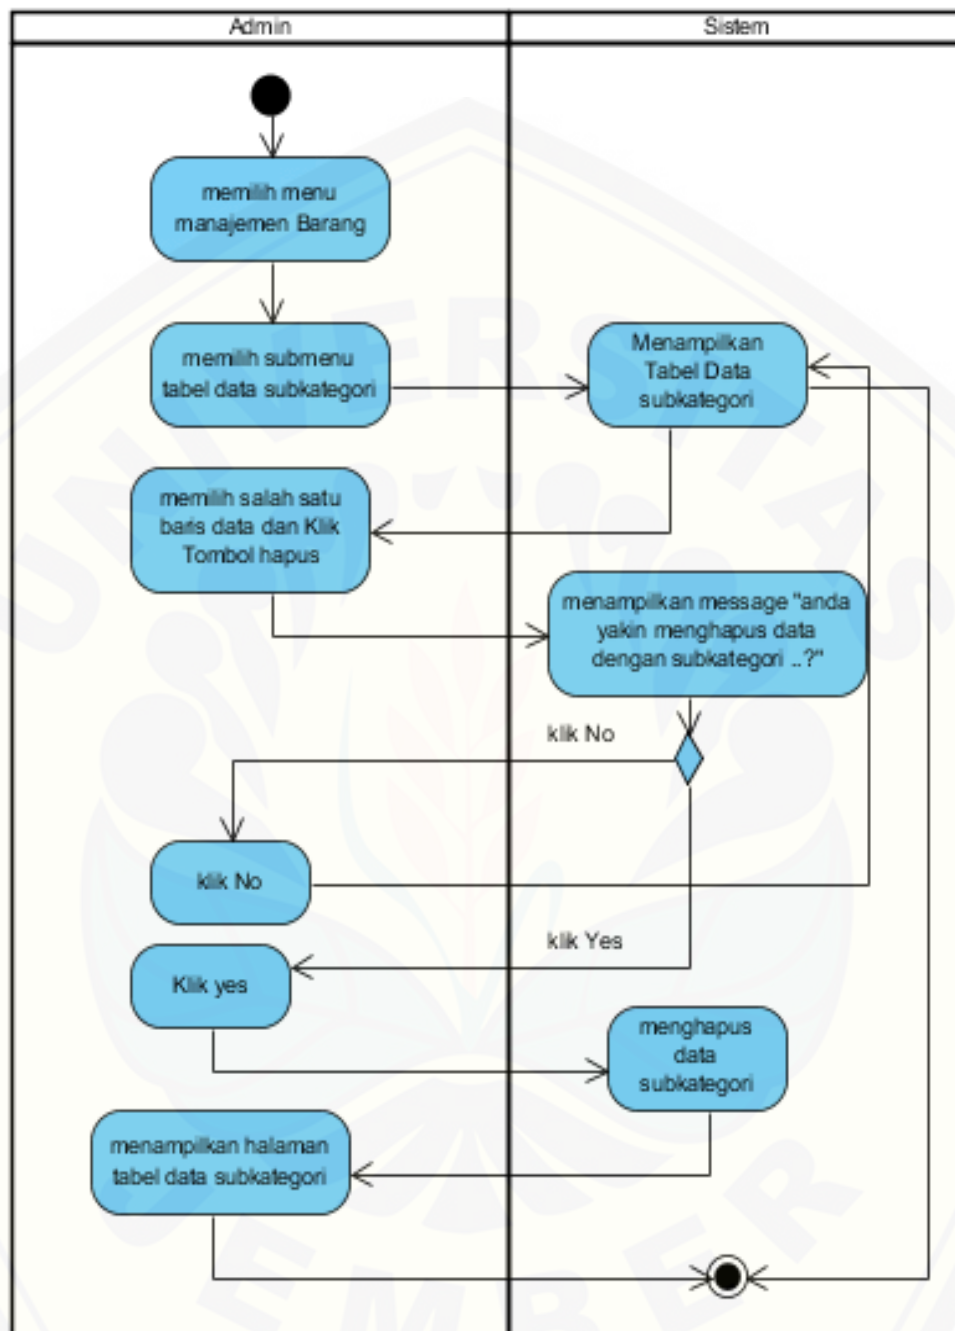 Admin
Sistem
memilih menu
manajemen Barang
memilih submenu
tabel data subkategori
Menampilkan
Tabel Data
subkategori
memilih salah satu
baris data dan Klik
Tombol hapus
menampilkan message "anda
yakin menghapus data
dengan subkategori ..?"
klik No
klik No
klik Yes
Klik yes
menghapus
data
subkategori
menampilkan halaman
tabel data subkategori
UNIVERSITAS
JEMBER